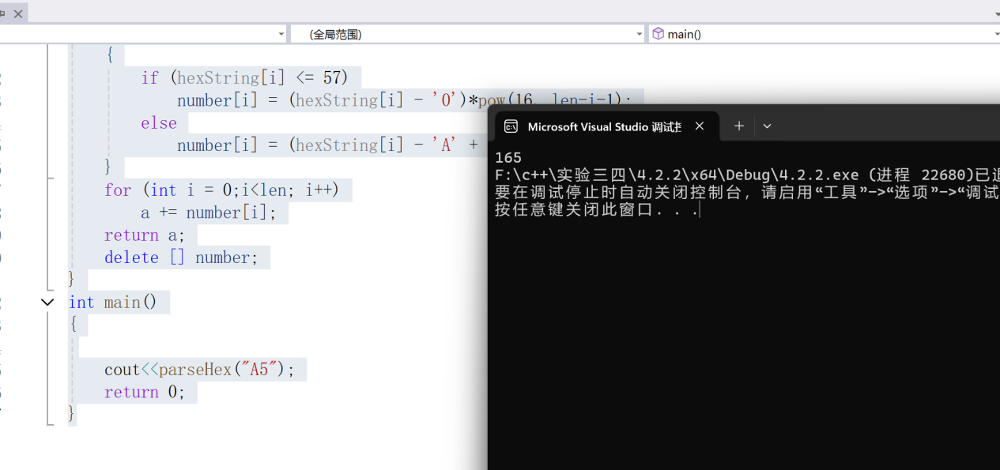 (全局范围)
main()
{
if (hexString[i] <= 57)
number[i] = (hexString[i] - '0')*pow(16, len-i-1);
else
number[i] = (hexString[i] - 'A' +
}
for (int i = 0;i<len; i++)
a += number[i];
return a;
delete [] number;
}
int main()
{
cout<<parseHex("A5");
return 0;
}
Microsoft Visual Studio 调试控
165
F:\c++\实验三四\4.2.2\x64\Debug\4.2.2.exe (进程 22680)已退
要在调试停止时自动关闭控制台，请启用“工具”->“选项”->“调试
按任意键关闭此窗口. . .